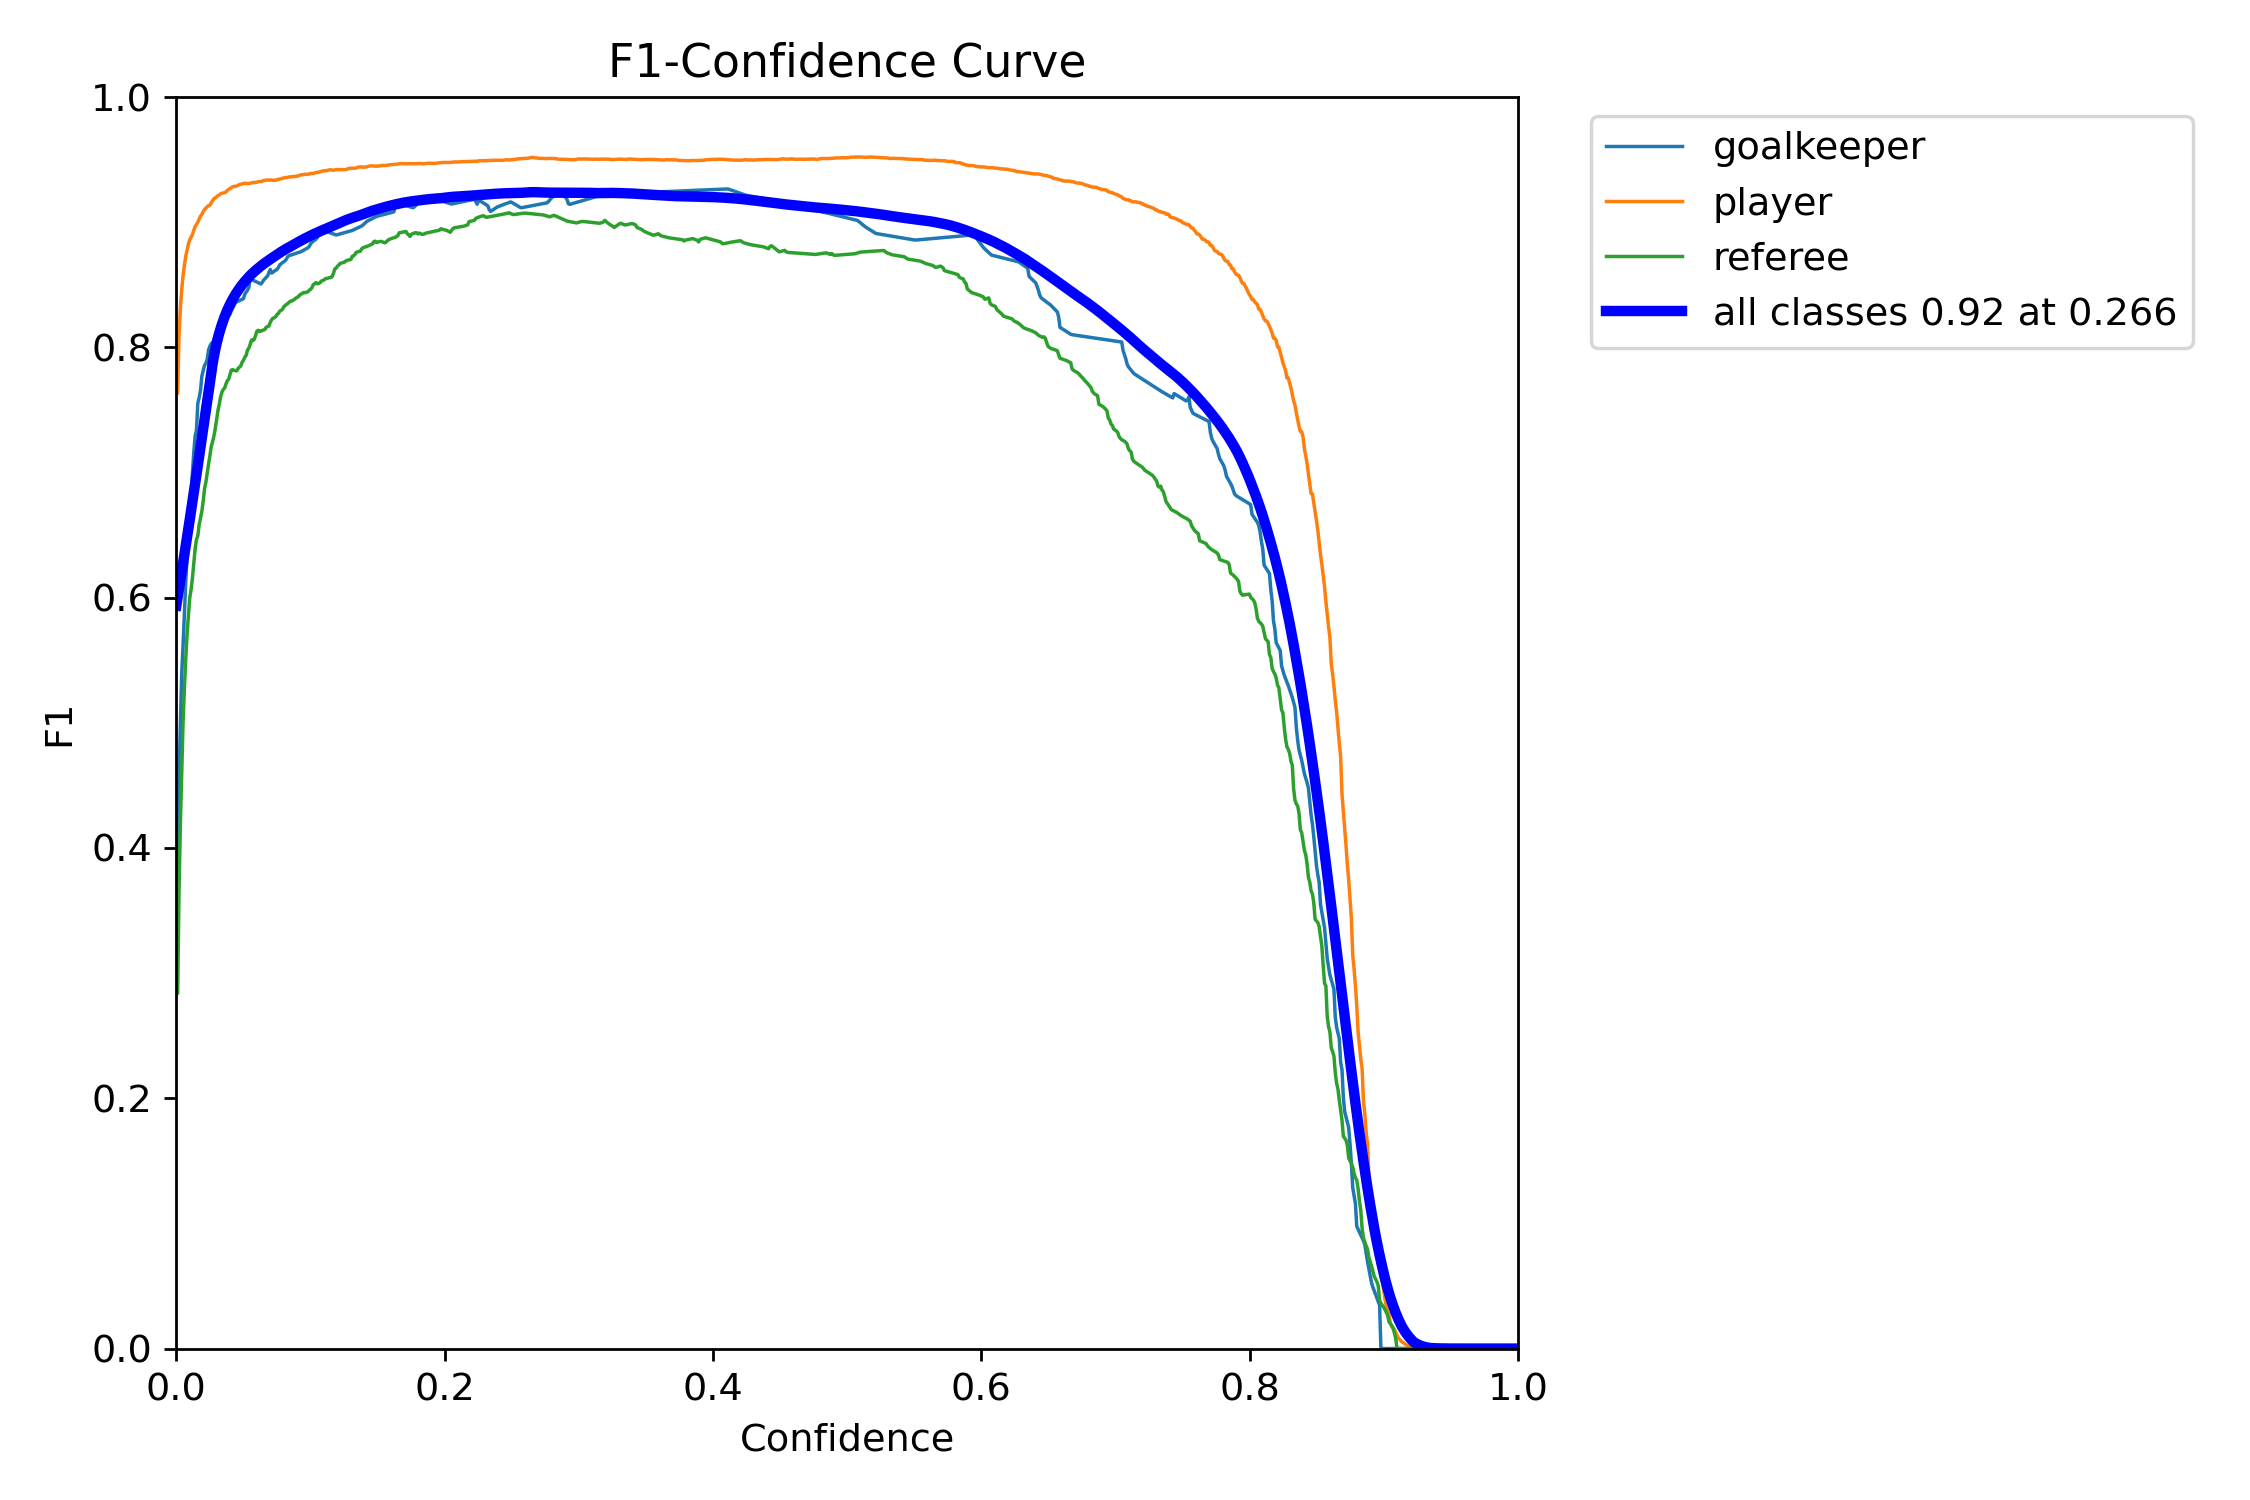 F1-Confidence Curve
1.0
0.8
0.6
0.4
0.2
0.0
F1
0.0 0.2 0.4 0.6 0.8 1.0
Confidence
goalkeeper
player
referee
all classes 0.92 at 0.266